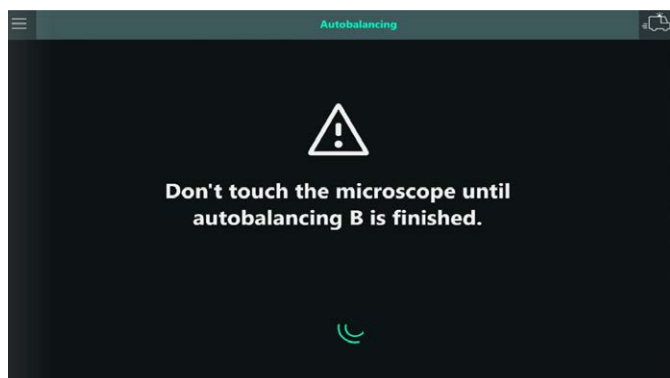 Autobalancing
Don't touch the microscope until
autobalancing B is finished.